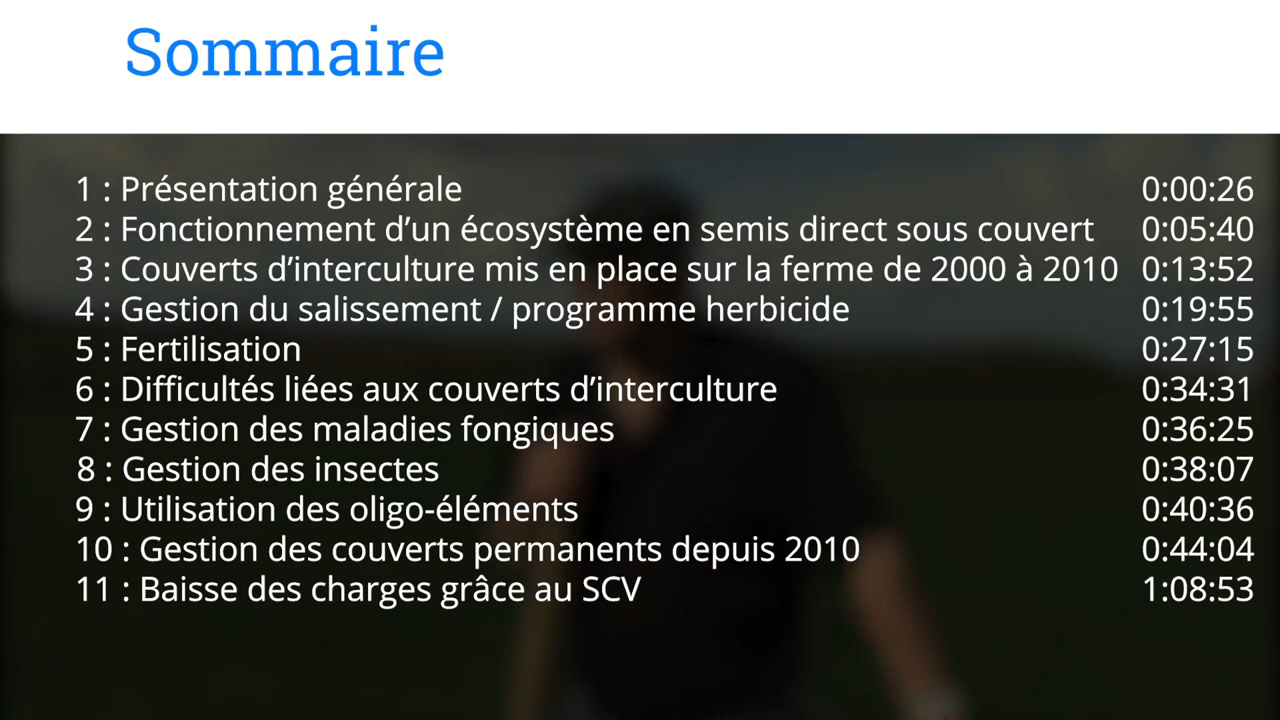 Sommaire
1 : Présentation générale 0:00:26
2 : Fonctionnement d’un écosystème en semis direct sous couvert 0:05:40
3 : Couverts d’interculture mis en place sur la ferme de 2000 à 2010 0:13:52
4 : Gestion du salissement / programme herbicide 0:19:55
5 : Fertilisation 0:27:15
6 : Difficultés liées aux couverts d’interculture 0:34:31
7 : Gestion des maladies fongiques 0:36:25
8 : Gestion des insectes 0:38:07
9 : Utilisation des oligo-éléments 0:40:36
10 : Gestion des couverts permanents depuis 2010 0:44:04
11 : Baisse des charges grâce au SCV 1:08:53